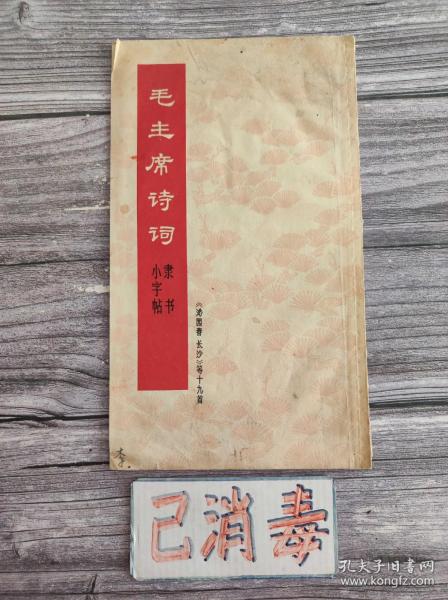 毛主席诗词
隶书
小字帖
《沁园春 长沙》等十九首
李
已消毒
孔夫子旧书网
www.kongfz.com